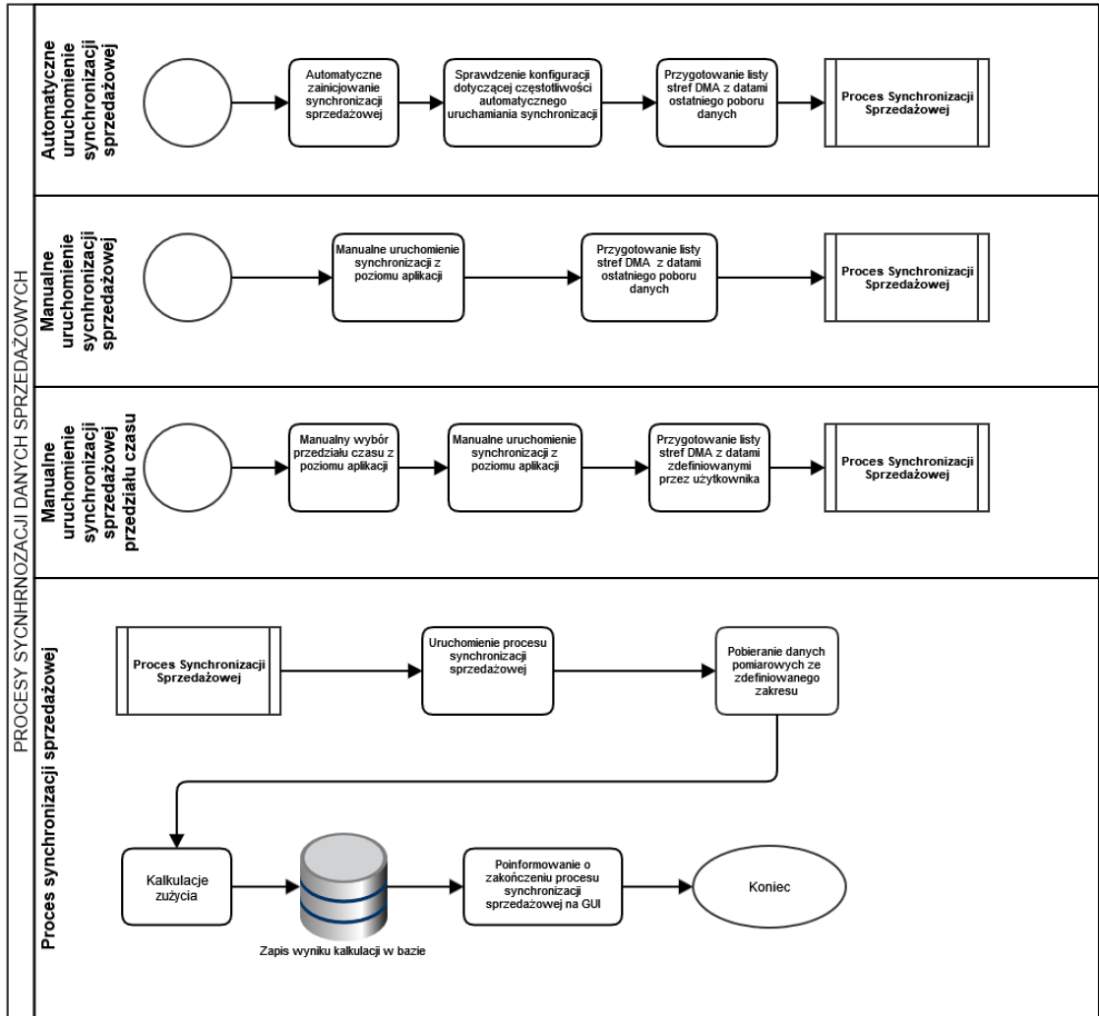 PROCESY SYCNHRNOZACJI DANYCH SPRZEDAŻOWYCH
Automatyczne
uruchomienie
synchronizacji
sprzedażowej
Automatyczne
zainicjowanie
synchronizacji
sprzedażowej
Sprawdzenie konfiguracji
dotyczącej częstotliwości
automatycznego
uruchamiania synchronizacji
Przygotowanie listy
stref DMA z datami
ostatniego poboru
danych
Proces Synchronizacji
Sprzedażowej
Manualne
uruchomienie
sycnhronizacji
sprzedażowej
Manualne uruchomienie
synchronizacji z
poziomu aplikacji
Przygotowanie listy
stref DMA z datami
ostatniego poboru
danych
Proces Synchronizacji
Sprzedażowej
Manualne
uruchomienie
synchronizacji
sprzedażowej
przedziału czasu
Manualny wybór
przedziału czasu z
poziomu aplikacji
Manualne uruchomienie
synchronizacji z
poziomu aplikacji
Przygotowanie listy
stref DMA z datami
zdefiniowanymi
przez użytkownika
Proces Synchronizacji
Sprzedażowej
Proces synchronizacji sprzedażowej
Proces Synchronizacji
Sprzedażowej
Uruchomienie procesu
synchronizacji
sprzedażowej
Pobieranie danych
pomiarowych ze
zdefiniowanego
zakresu
Kalkulacje
zużycia
Zapis wyniku kalkulacji w bazie
Poinformowanie o
zakończeniu procesu
synchronizacji
sprzedażowej na GUI
Koniec